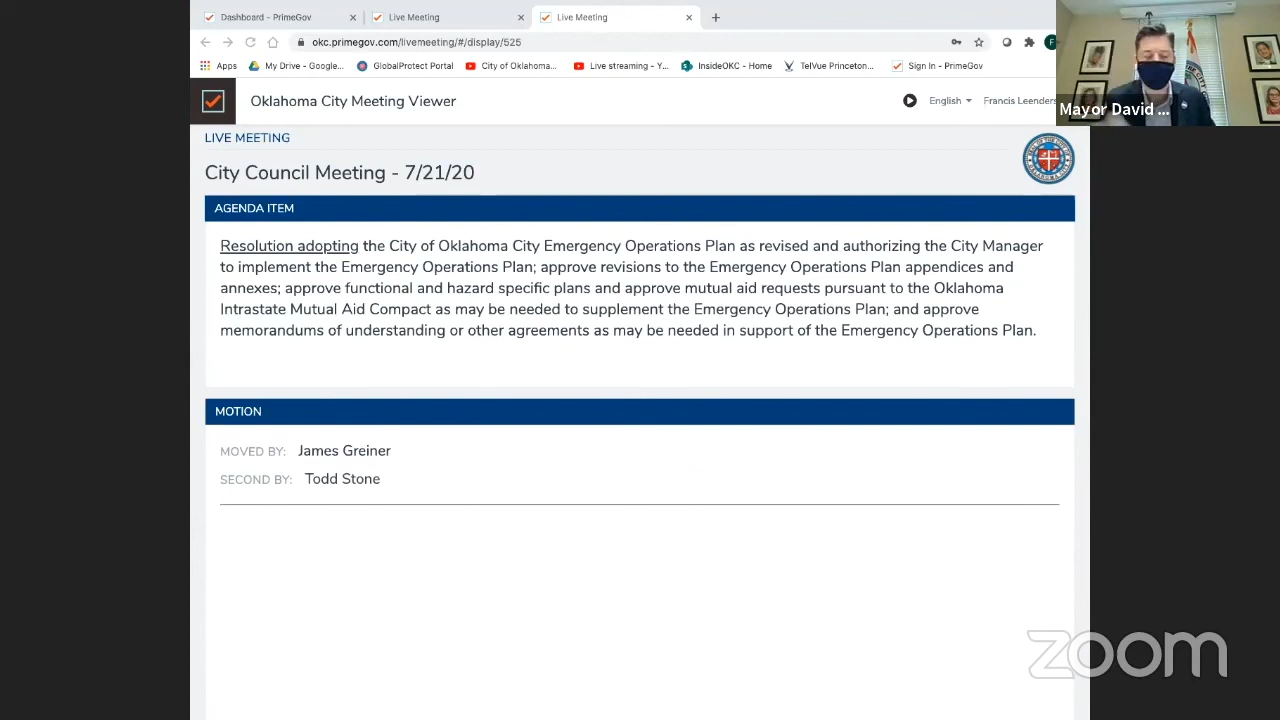 Dashboard - PrimeGov
Live Meeting
Live Meeting
okc.primegov.com/livemeeting/#/display/525
Apps
My Drive - Google...
GlobalProtect Portal
City of Oklahoma...
Live streaming - Y...
InsideOKC - Home
TelVue Princeton...
Sign In - PrimeGov
Oklahoma City Meeting Viewer
English
Francis Leenders
Mayor David ...
LIVE MEETING
City Council Meeting - 7/21/20
AGENDA ITEM
Resolution adopting the City of Oklahoma City Emergency Operations Plan as revised and authorizing the City Manager
to implement the Emergency Operations Plan; approve revisions to the Emergency Operations Plan appendices and
annexes; approve functional and hazard specific plans and approve mutual aid requests pursuant to the Oklahoma
Intrastate Mutual Aid Compact as may be needed to supplement the Emergency Operations Plan; and approve
memorandums of understanding or other agreements as may be needed in support of the Emergency Operations Plan.
MOTION
MOVED BY: James Greiner
SECOND BY: Todd Stone
zoom